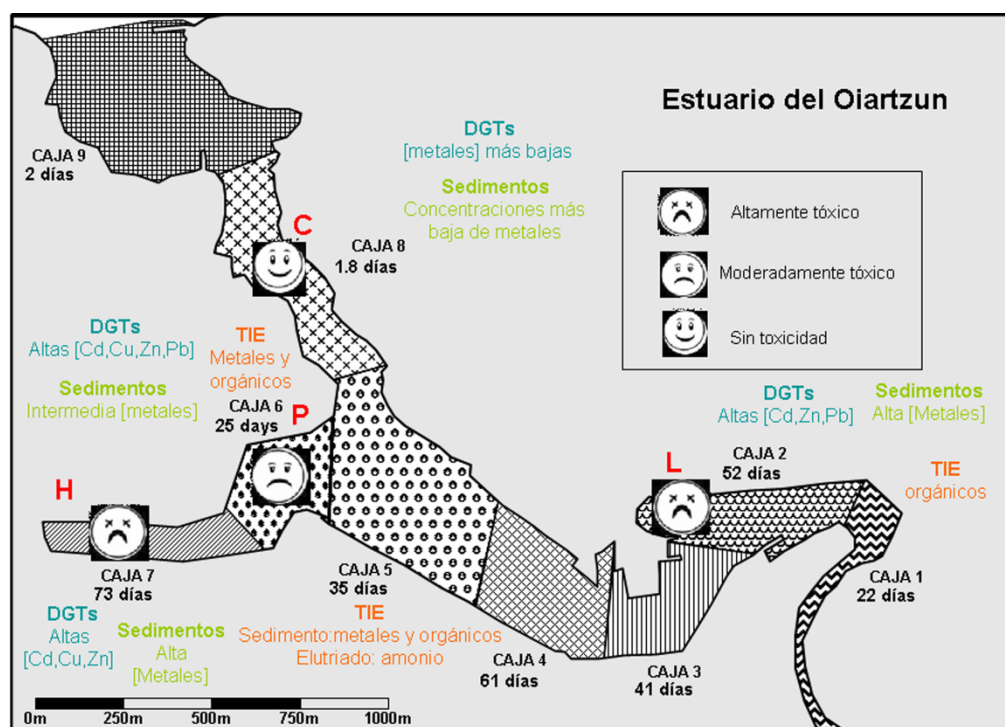 Estuario del Oiartzun
CAJA 9
2 días
DGTs
[metales] más bajas
Sedimentos
Concentraciones más
baja de metales
Altamente tóxico
Moderadamente tóxico
Sin toxicidad
C
CAJA 8
1.8 días
DGTs
Altas [Cd,Cu,Zn,Pb]
Sedimentos
Intermedia [metales]
TIE
Metales y
orgánicos
CAJA 6
25 days
P
DGTs
Altas [Cd,Zn,Pb]
Sedimentos
Alta [Metales]
CAJA 2
52 días
L
TIE
orgánicos
H
CAJA 7
73 días
CAJA 5
35 días
CAJA 1
22 días
DGTs
Altas
[Cd,Cu,Zn]
Sedimentos
Alta
[Metales]
TIE
Sedimento:metales y orgánicos
Elutriado: amonio
CAJA 4
61 días
CAJA 3
41 días
0m 250m 500m 750m 1000m